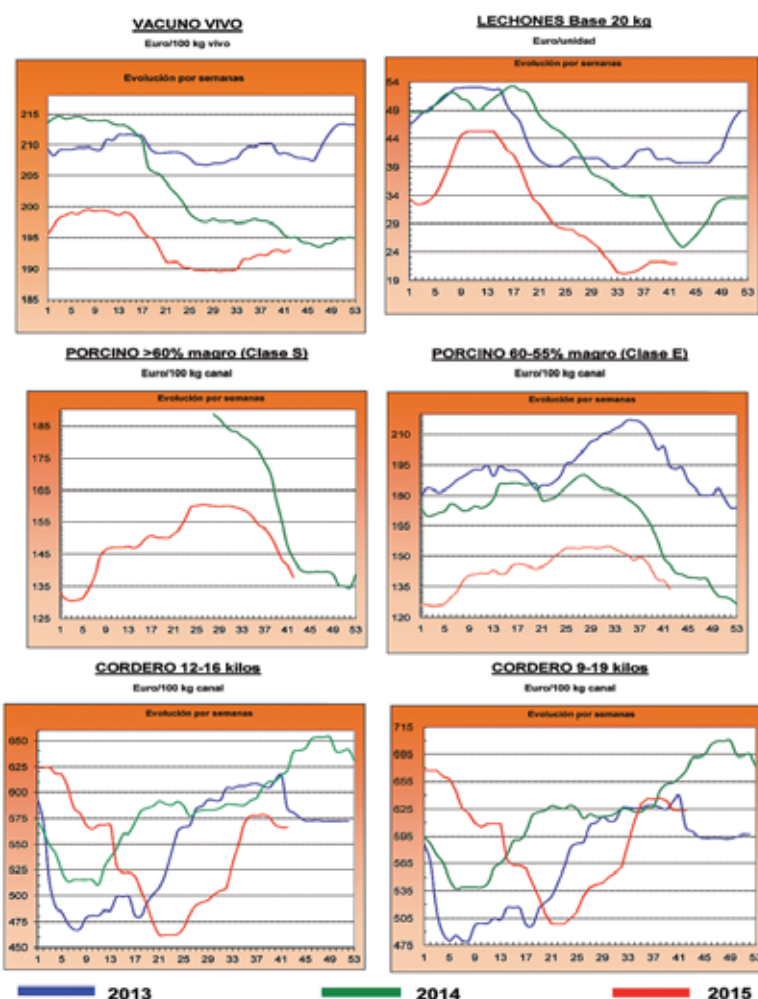 VACUNO VIVO
Euro/100 kg vivo
Evolución por semanas
215
210
205
200
195
190
185
1 5 9 13 17 21 25 29 33 37 41 45 49 53
LECHONES Base 20 kg
Euro/unidad
Evolución por semanas
54
49
44
39
34
29
24
19
1 5 9 13 17 21 25 29 33 37 41 45 49 53
PORCINO >60% magro (Clase S)
Euro/100 kg canal
Evolución por semanas
185
175
165
155
145
135
125
1 5 9 13 17 21 25 29 33 37 41 45 49 53
PORCINO 60-55% magro (Clase E)
Euro/100 kg canal
Evolución por semanas
210
195
180
165
150
135
120
1 5 9 13 17 21 25 29 33 37 41 45 49 53
CORDERO 12-16 kilos
Euro/100 kg canal
Evolución por semanas
650
625
600
575
550
525
500
475
450
1 5 9 13 17 21 25 29 33 37 41 45 49 53
CORDERO 9-19 kilos
Euro/100 kg canal
Evolución por semanas
715
685
655
625
595
565
535
505
475
1 5 9 13 17 21 25 29 33 37 41 45 49 53
2013 2014 2015